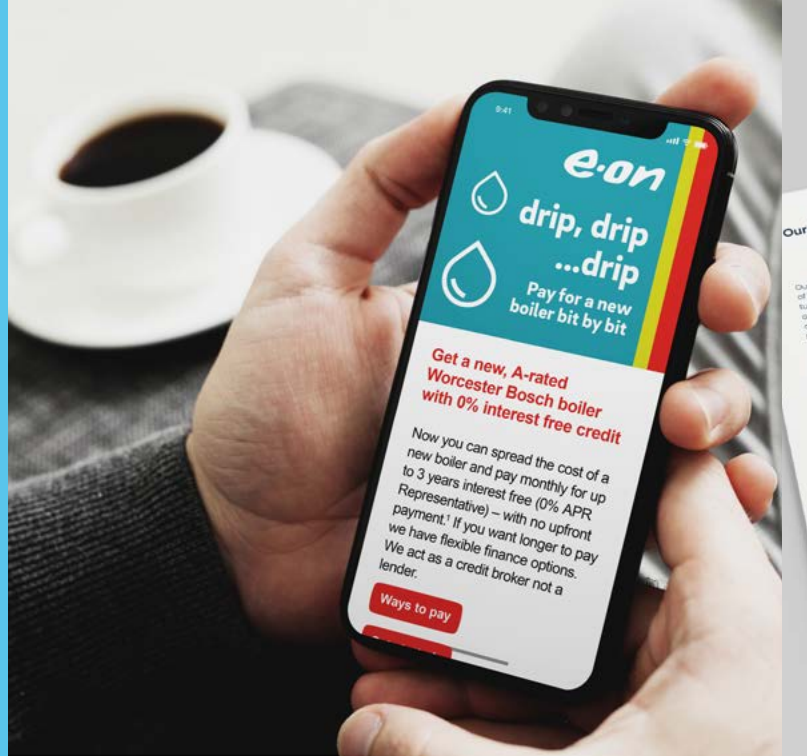 9:41
e·on
drip, drip
...drip
Pay for a new
boiler bit by bit
Get a new, A-rated
Worcester Bosch boiler
with 0% interest free credit
Now you can spread the cost of a
new boiler and pay monthly for up
to 3 years interest free (0% APR
Representative) – with no upfront
payment.¹ If you want longer to pay
we have flexible finance options.
We act as a credit broker not a
lender.
Ways to pay
Our